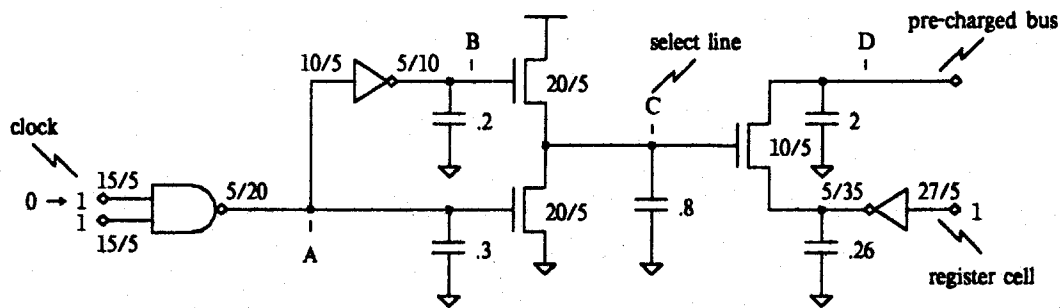 pre-charged bus
select line
B
D
10/5
5/10
20/5
C
.2
clock
2
10/5
15/5
5/20
0 → 1
1
15/5
20/5
.8
5/35
27/5
1
A
.3
.26
register cell